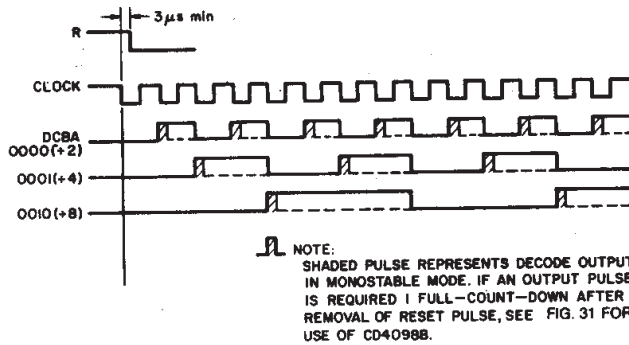 3µs min
R
CLOCK
DCBA
0000(÷2)
0001(÷4)
0010(÷8)
NOTE:
SHADED PULSE REPRESENTS DECODE OUTPUT
IN MONOSTABLE MODE. IF AN OUTPUT PULSE
IS REQUIRED 1 FULL-COUNT-DOWN AFTER
REMOVAL OF RESET PULSE, SEE FIG. 31 FOR
USE OF CD4098B.